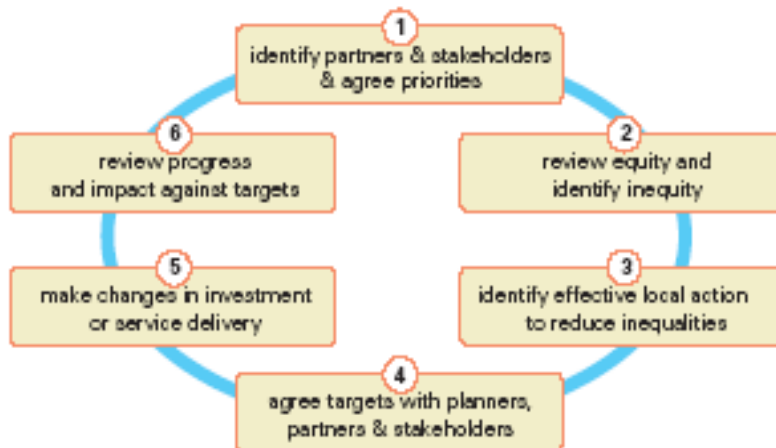 1
identify partners & stakeholders
& agree priorities
2
review equity and
identify inequity
3
identify effective local action
to reduce inequalities
4
agree targets with planners,
partners & stakeholders
5
make changes in investment
or service delivery
6
review progress
and impact against targets